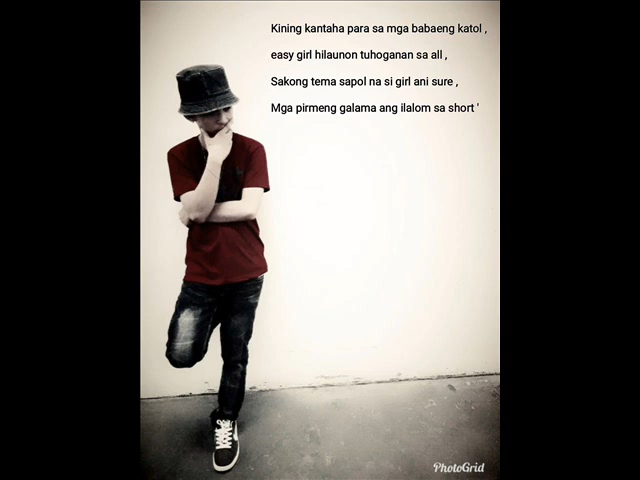 Kining kantaha para sa mga babaeng katol ,
easy girl hilaunon tuhoganan sa all ,
Sakong tema sapol na si girl ani sure ,
Mga pirmeng galama ang ilalom sa short '
PhotoGrid